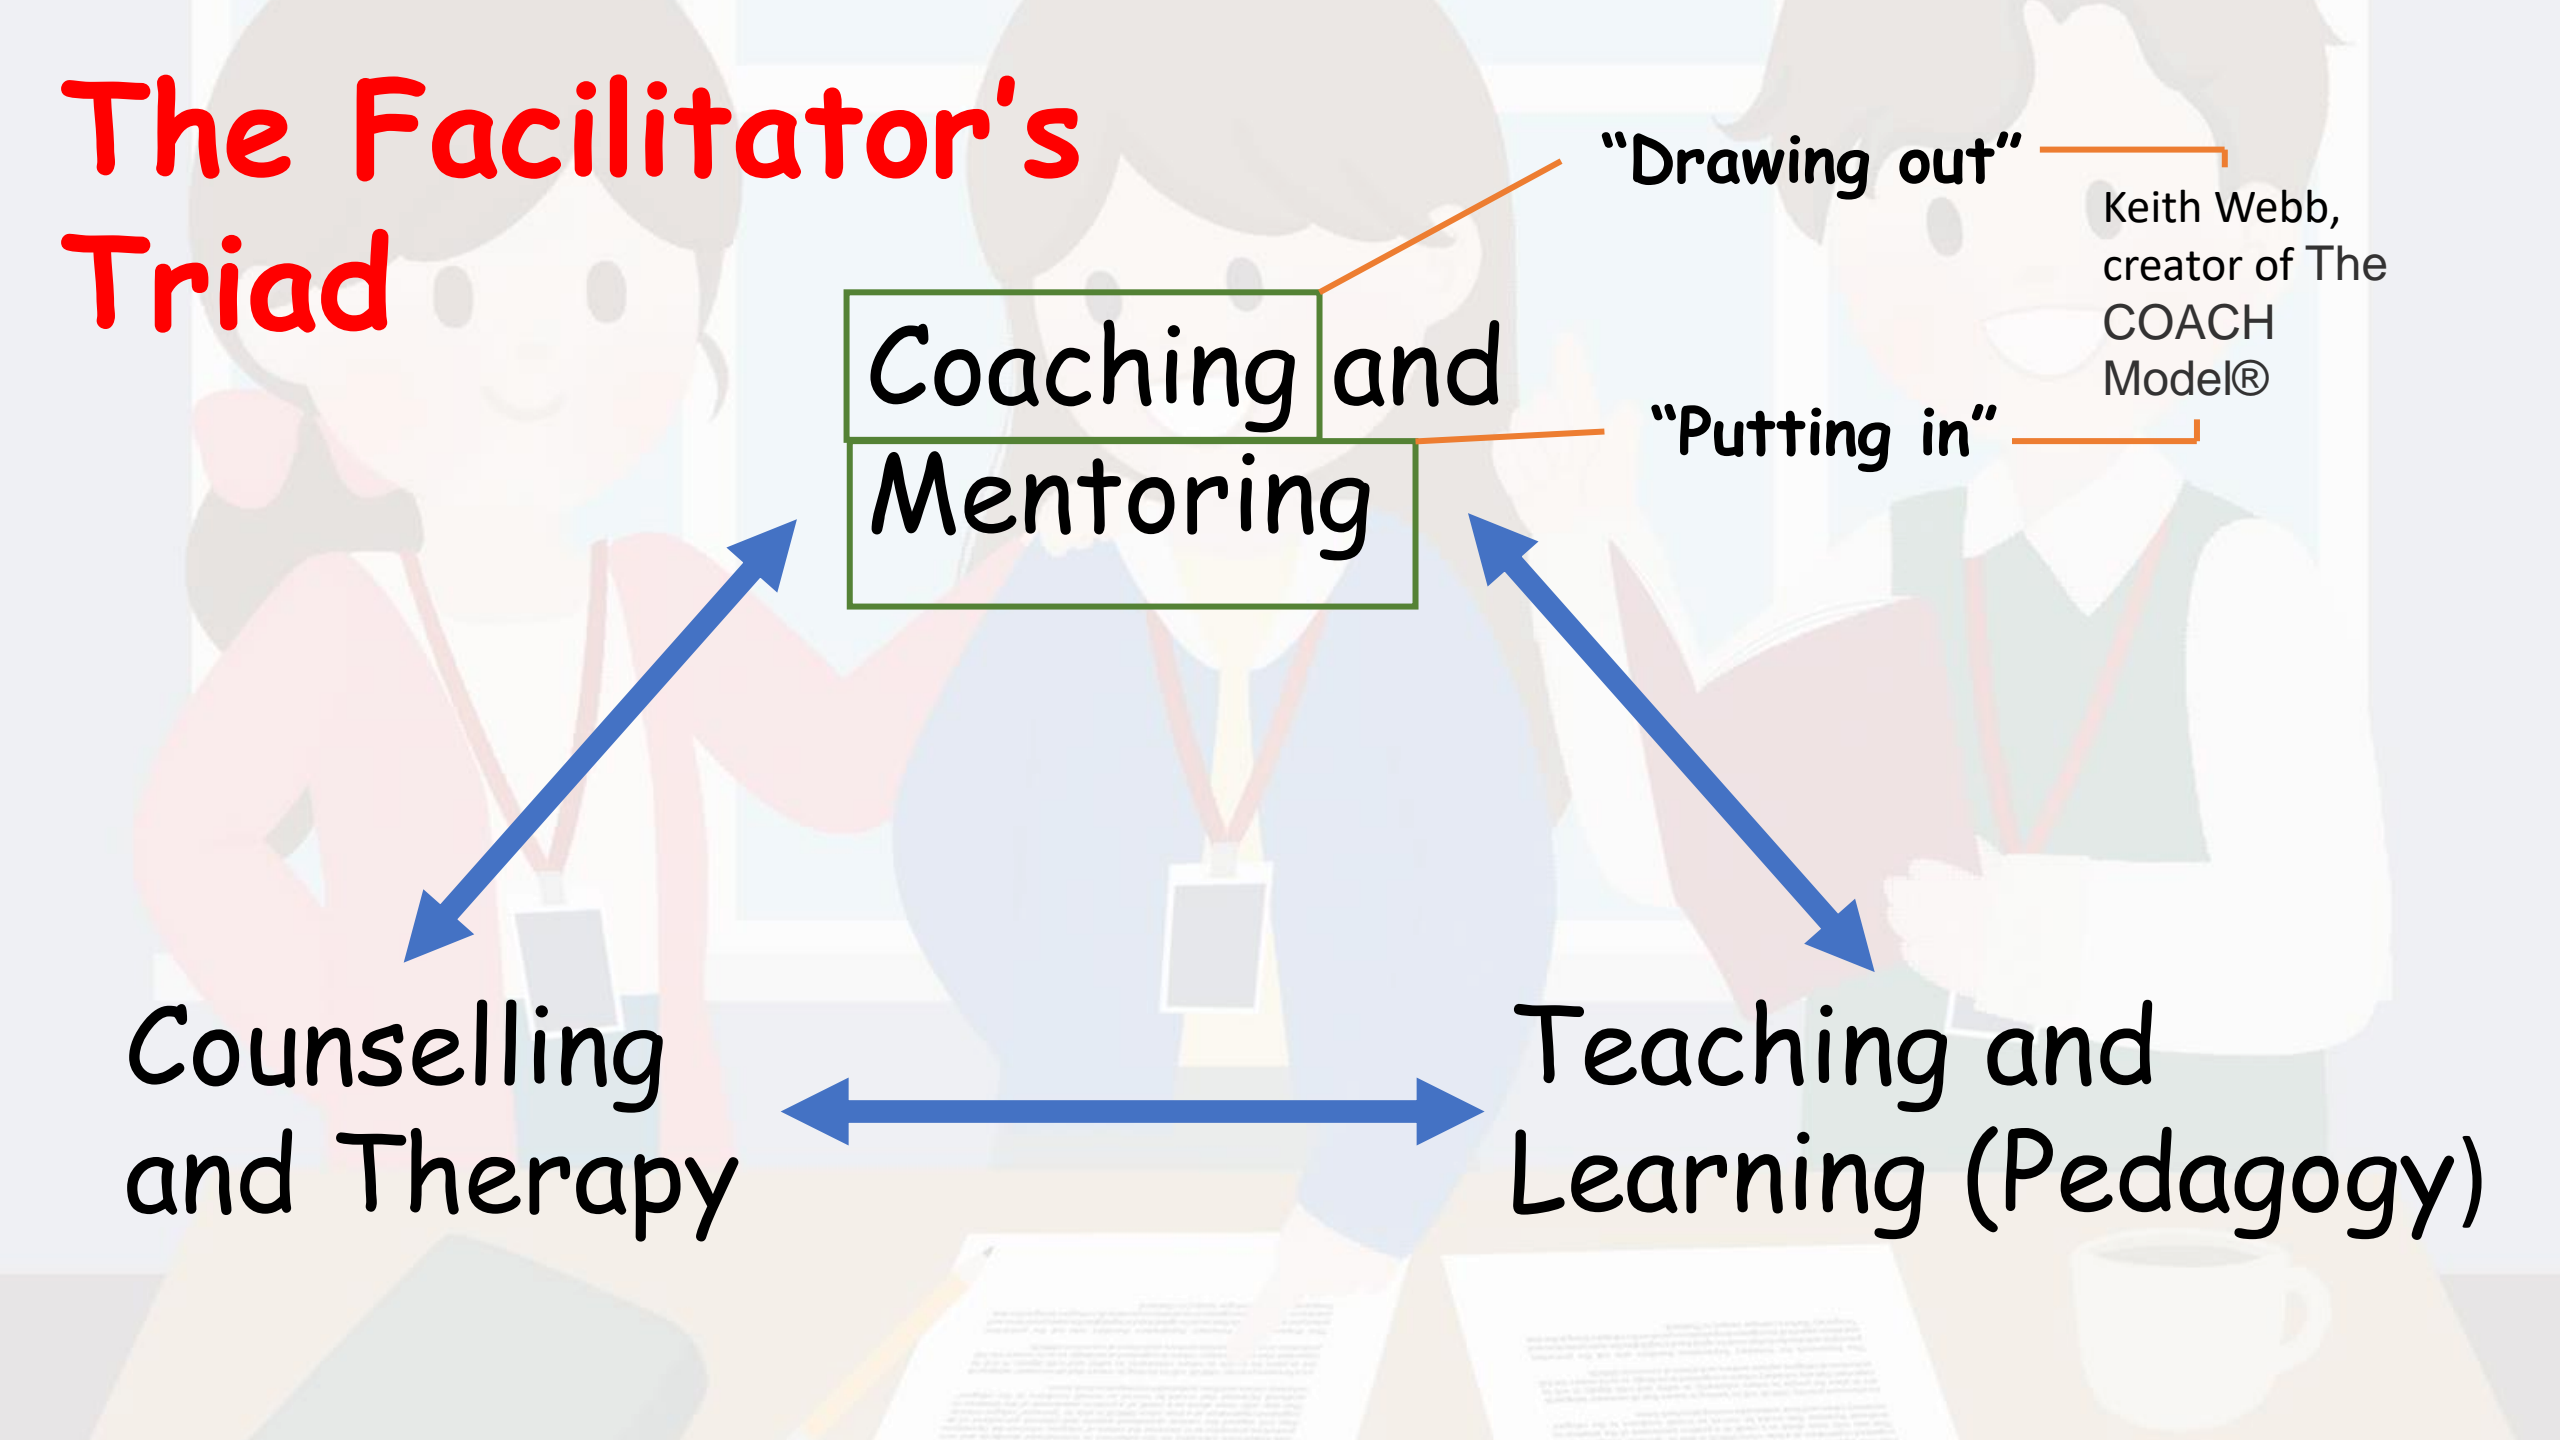 The Facilitator’s
Triad
“Drawing out”
Keith Webb,
creator of The
COACH
Model®
Coaching and
Mentoring
“Putting in”
Counselling
and Therapy
Teaching and
Learning (Pedagogy)